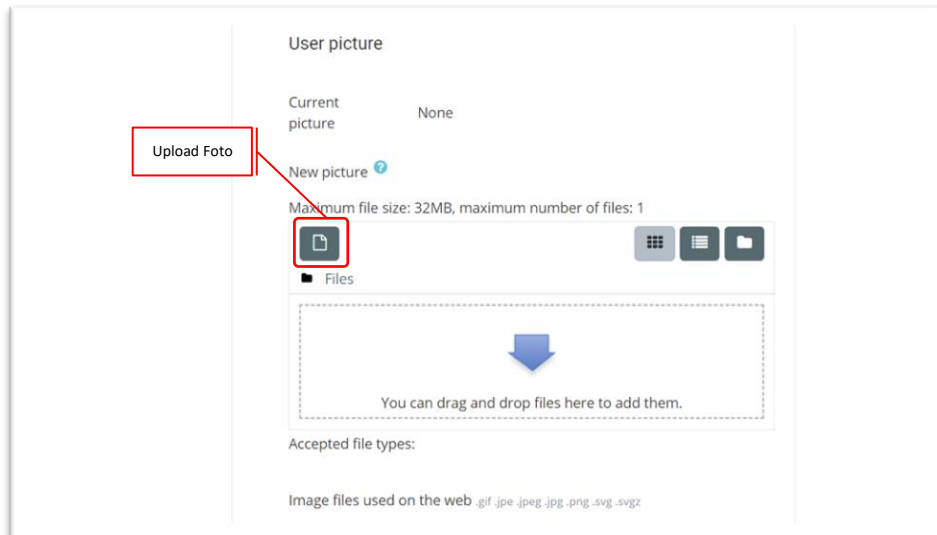 User picture
Current
picture
None
Upload Foto
New picture
Maximum file size: 32MB, maximum number of files: 1
Files
You can drag and drop files here to add them.
Accepted file types:
Image files used on the web .gif .jpe .jpeg .jpg .png .svg .svgz